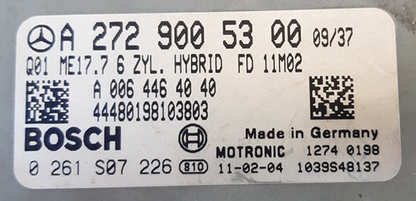 A 272 900 53 00 09/37
Q01 ME17.7 6 ZYL. HYBRID FD 11M02
A 006 446 40 40
44480198103803
BOSCH
Made in Germany
MOTRONIC 1274 0198
0 261 S07 226 810 11-02-04 1039S48137